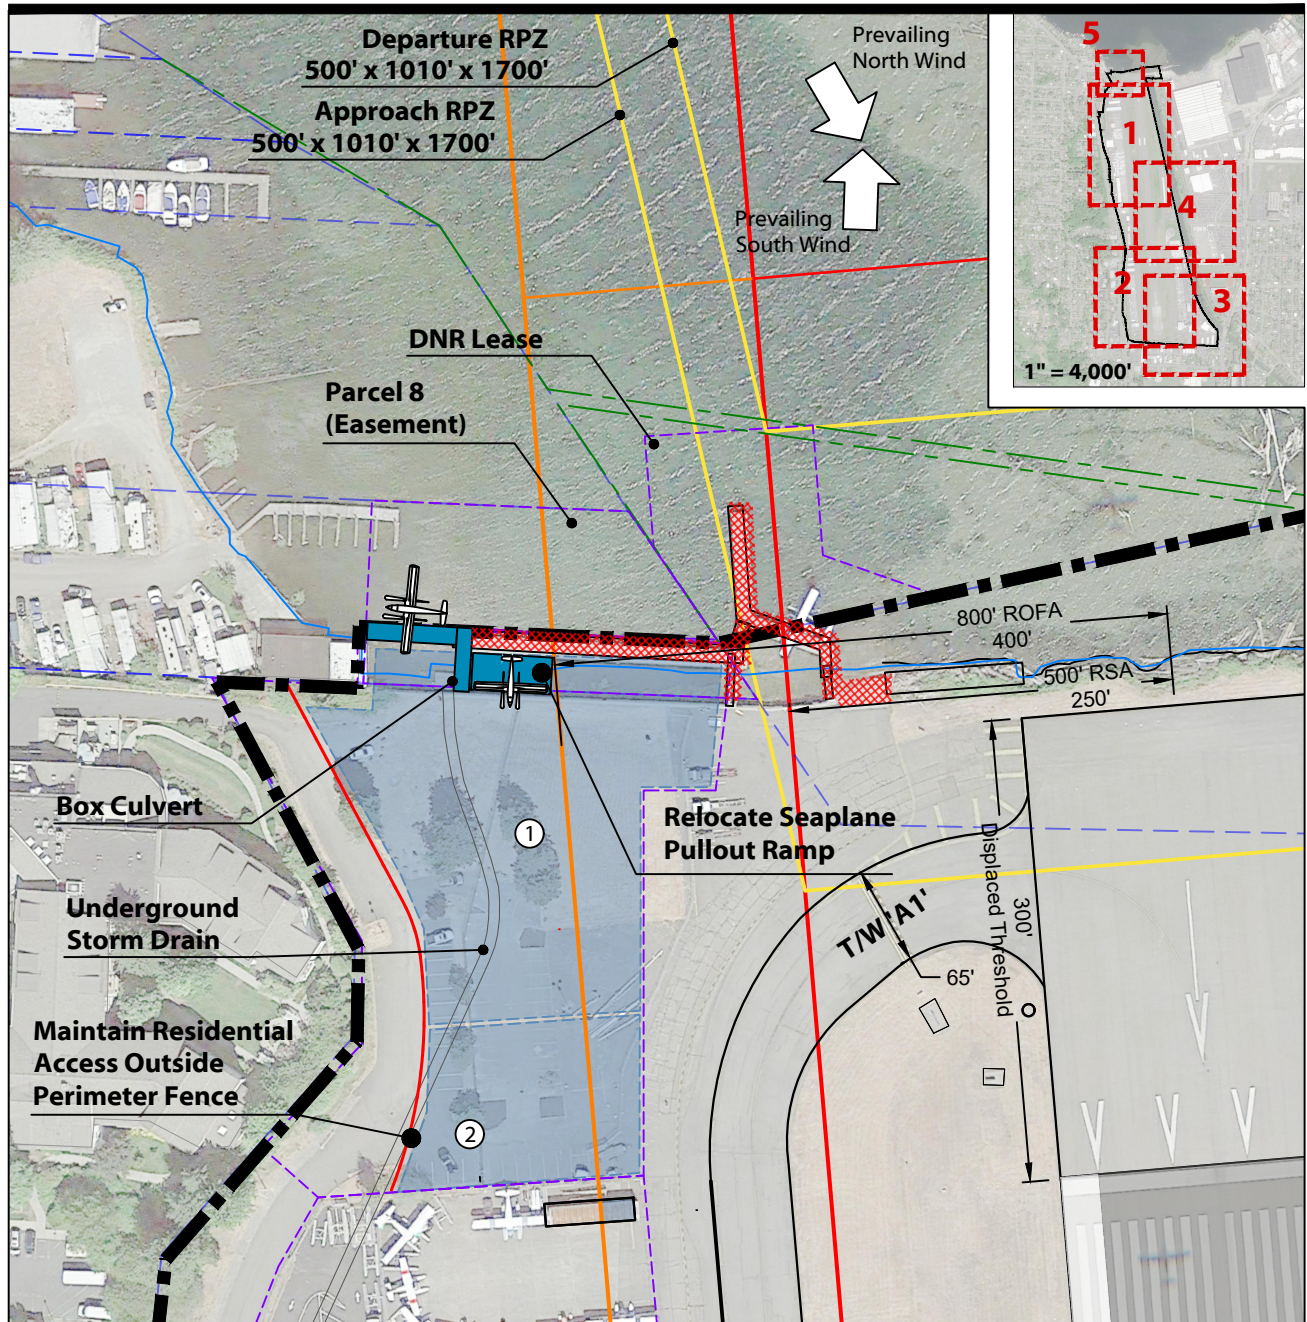 Departure RPZ
500' x 1010' x 1700'
Approach RPZ
500' x 1010' x 1700'
Prevailing
North Wind
Prevailing
South Wind
5
1
4
2
3
1" = 4,000'
DNR Lease
Parcel 8
(Easement)
800' ROFA
400'
500' RSA
250'
Box Culvert
1
Relocate Seaplane
Pullout Ramp
Underground
Storm Drain
T/W 'A1'
65'
Displaced Threshold
300'
Maintain Residential
Access Outside
Perimeter Fence
2